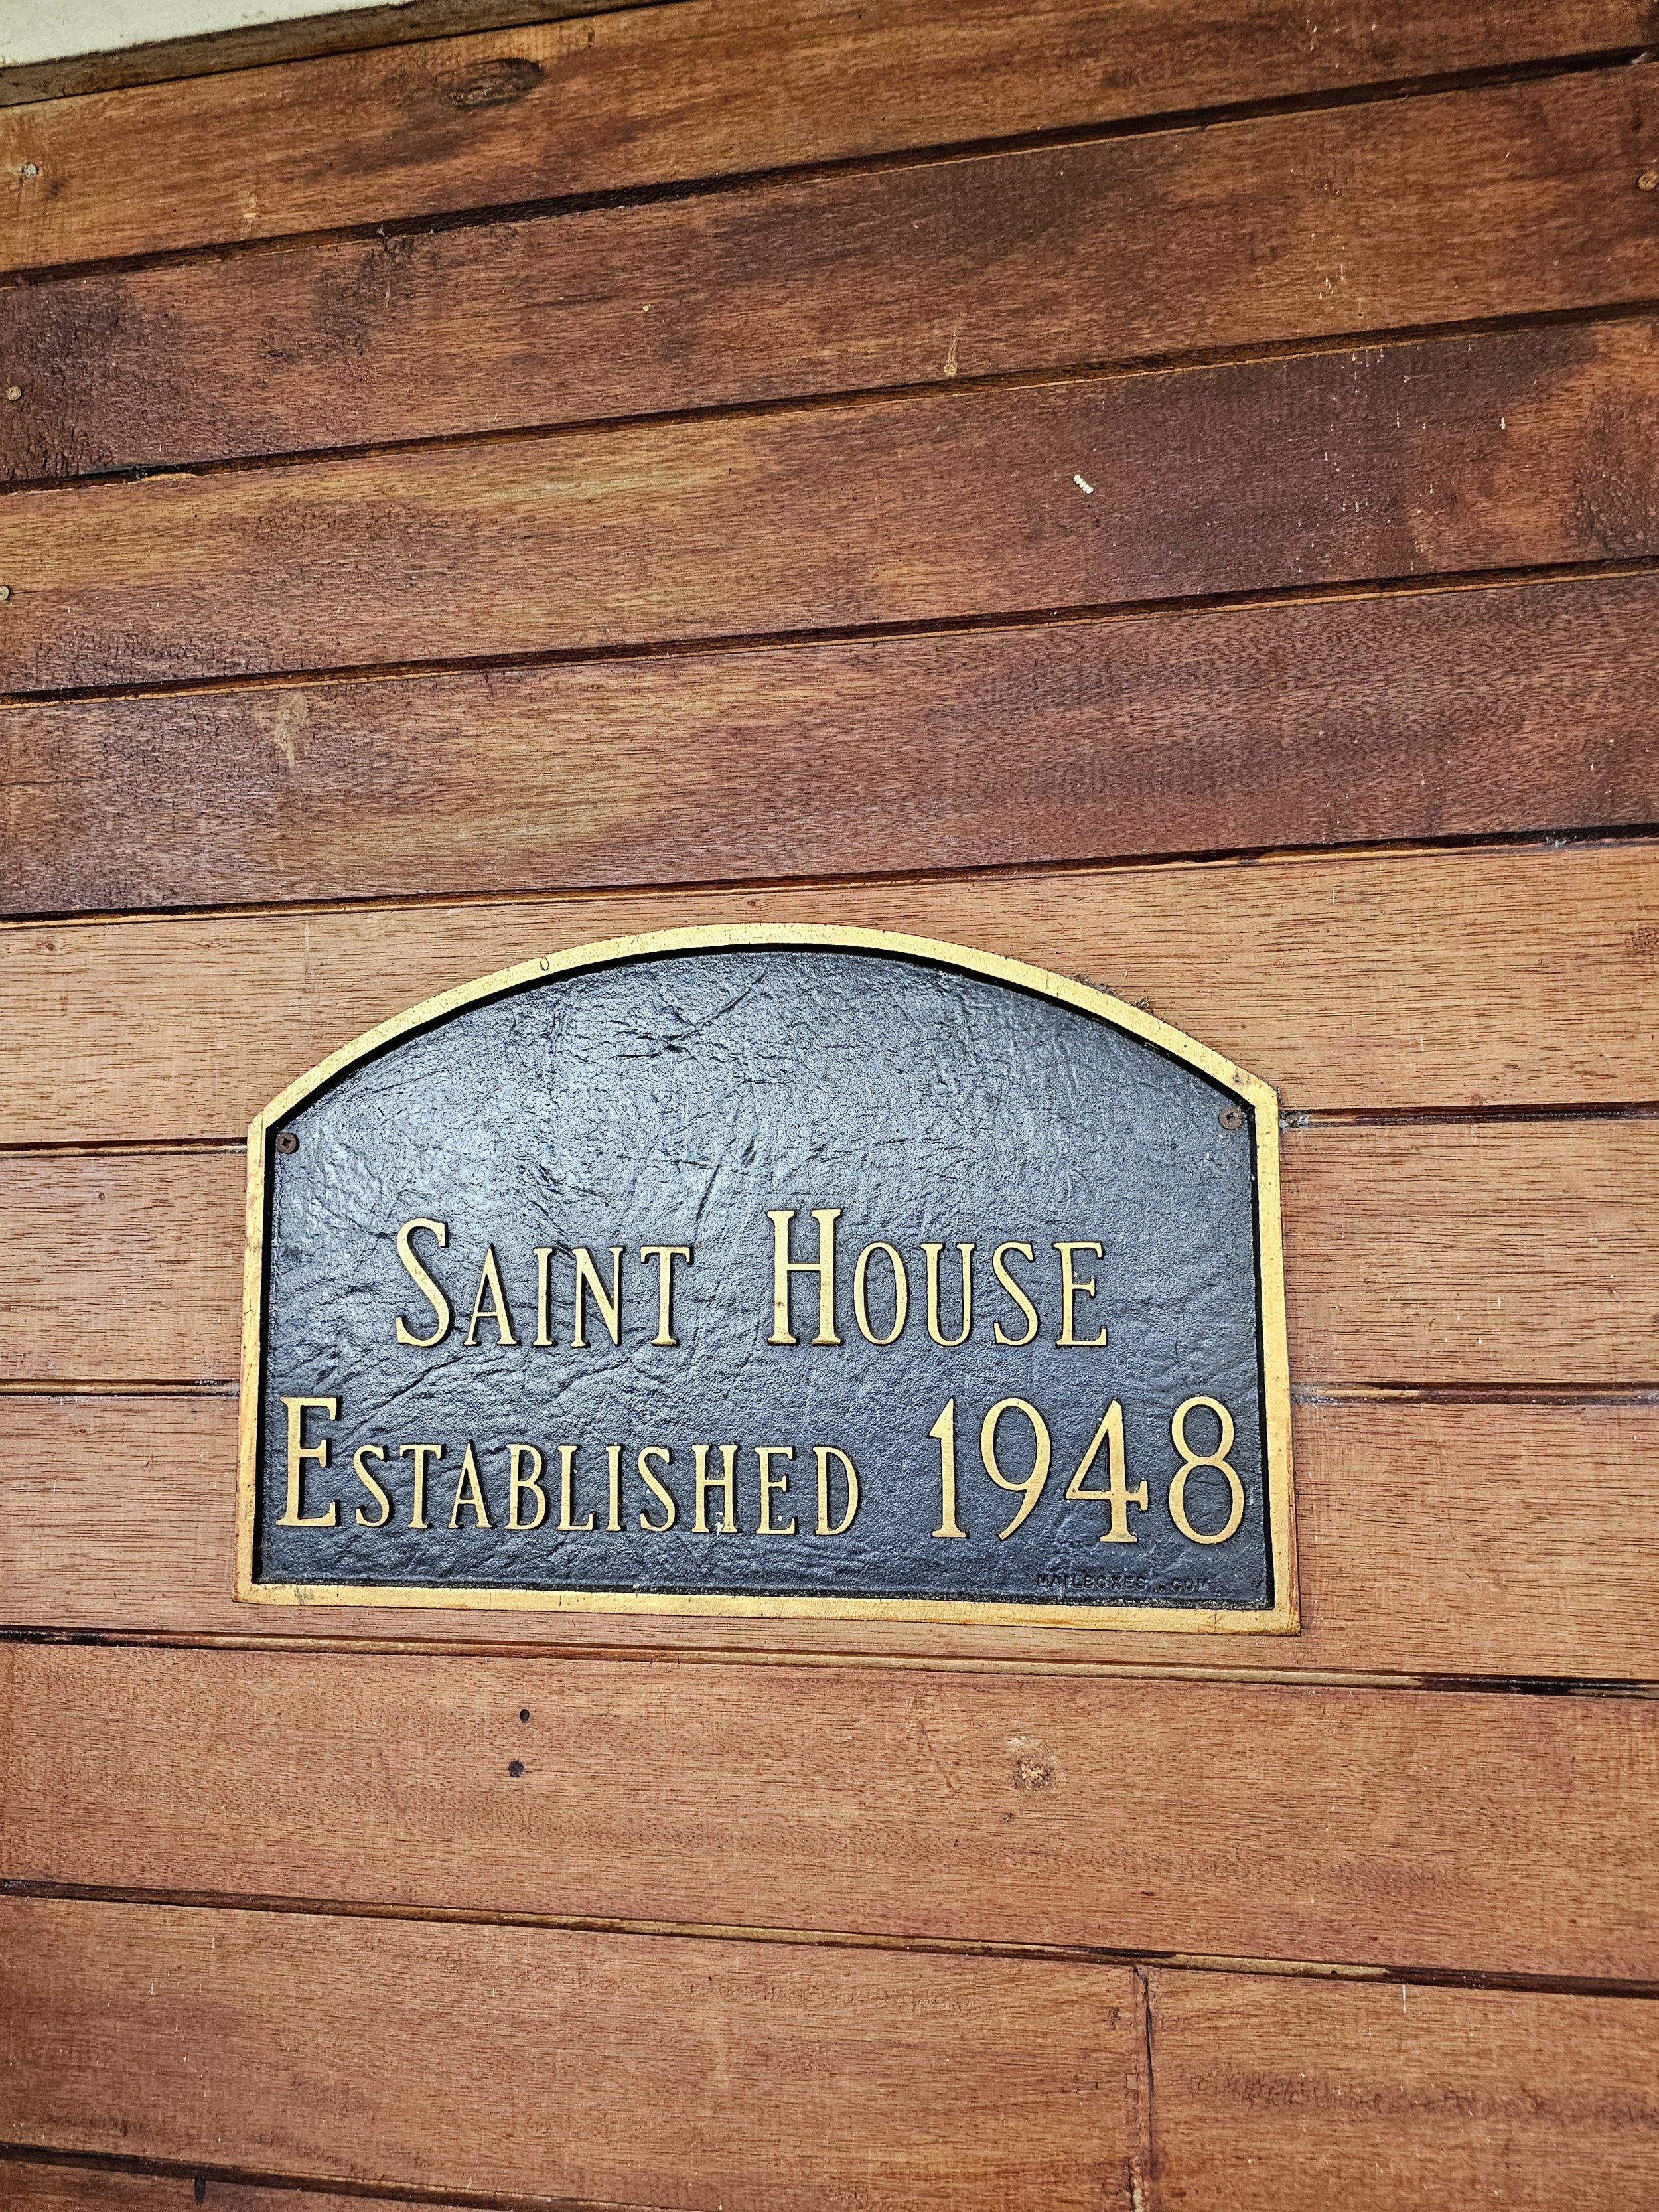 Saint House
Established 1948
MAILBOXES.COM